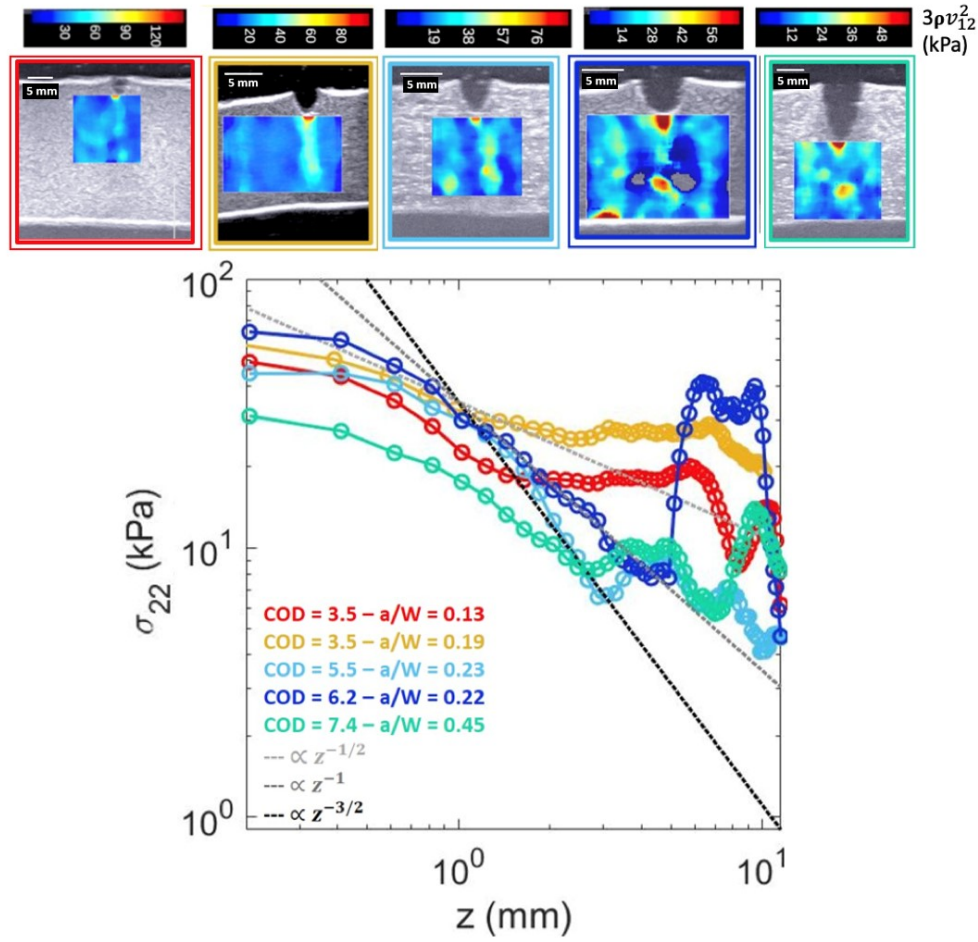 30 60 90 120
20 40 60 80
19 38 57 76
14 28 42 56
12 24 36 48
3ρν²₁₂
(kPa)
5 mm
5 mm
5 mm
5 mm
5 mm
10²
10¹
10⁰
σ₂₂ (kPa)
COD = 3.5 – a/W = 0.13
COD = 3.5 – a/W = 0.19
COD = 5.5 – a/W = 0.23
COD = 6.2 – a/W = 0.22
COD = 7.4 – a/W = 0.45
--- ∝ z⁻¹/²
--- ∝ z⁻¹
--- ∝ z⁻³/²
10⁰ 10¹
z (mm)